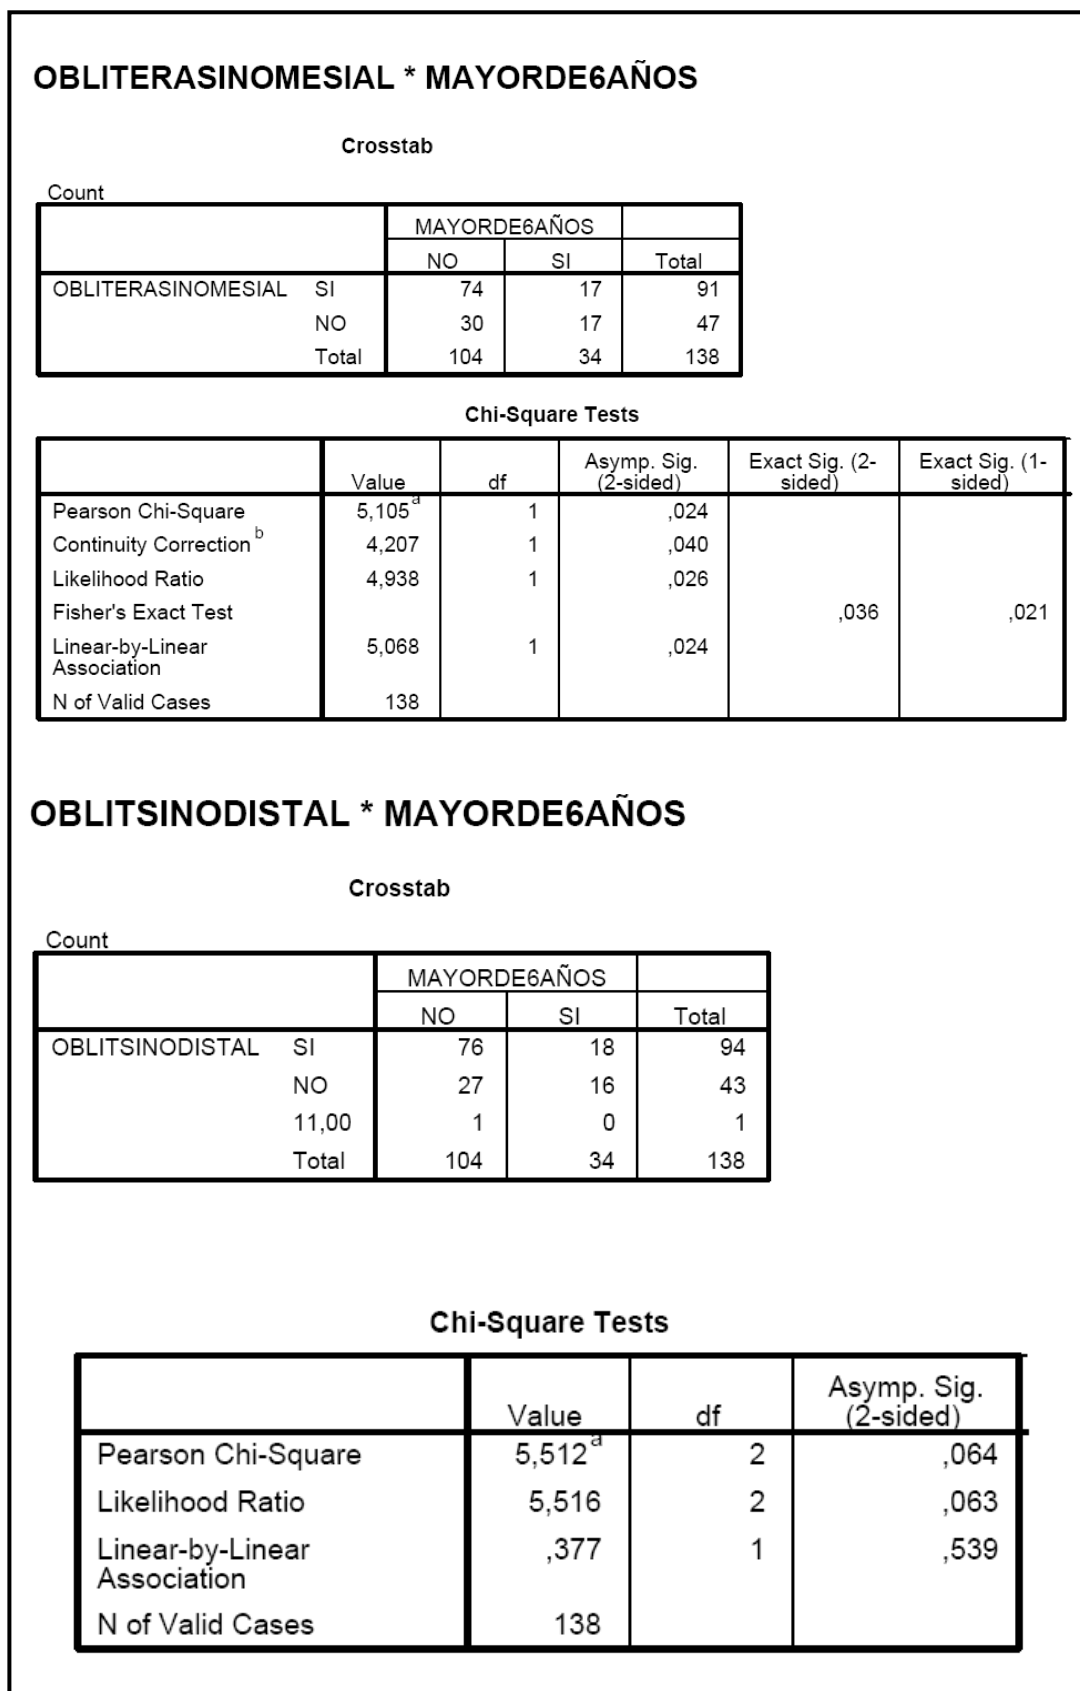 OBLITERASINOMESIAL * MAYORDE6AÑOS
Crosstab
Count
MAYORDE6AÑOS
NO SI Total
OBLITERASINOMESIAL SI 74 17 91
NO 30 17 47
Total 104 34 138
Chi-Square Tests
Value df Asymp. Sig. (2-sided) Exact Sig. (2-sided) Exact Sig. (1-sided)
Pearson Chi-Square 5,105a 1 ,024
Continuity Correction b 4,207 1 ,040
Likelihood Ratio 4,938 1 ,026
Fisher's Exact Test ,036 ,021
Linear-by-Linear Association 5,068 1 ,024
N of Valid Cases 138
OBLITSINODISTAL * MAYORDE6AÑOS
Crosstab
Count
MAYORDE6AÑOS
NO SI Total
OBLITSINODISTAL SI 76 18 94
NO 27 16 43
11,00 1 0 1
Total 104 34 138
Chi-Square Tests
Value df Asymp. Sig. (2-sided)
Pearson Chi-Square 5,512a 2 ,064
Likelihood Ratio 5,516 2 ,063
Linear-by-Linear Association ,377 1 ,539
N of Valid Cases 138